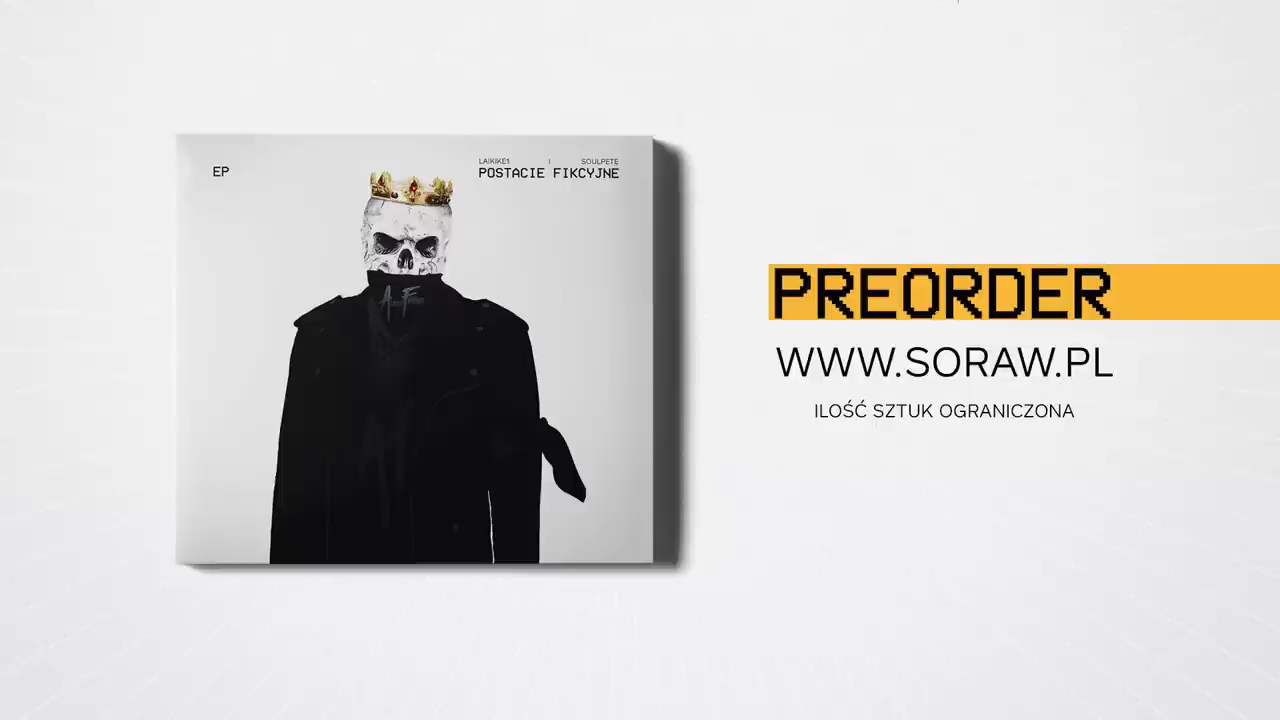 EP
LAIKIKE1 I SOULPETE
POSTACIE FIKCYJNE
A F
PREORDER
WWW.SORAW.PL
ILOŚĆ SZTUK OGRANICZONA